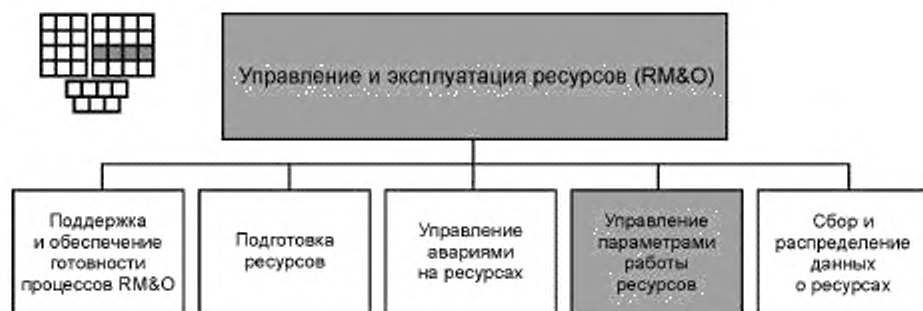 Управление и эксплуатация ресурсов (RM&O)
Поддержка
и обеспечение
готовности
процессов RM&O
Подготовка
ресурсов
Управление
авариями
на ресурсах
Управление
параметрами
работы
ресурсов
Сбор и
распределение
данных
о ресурсах